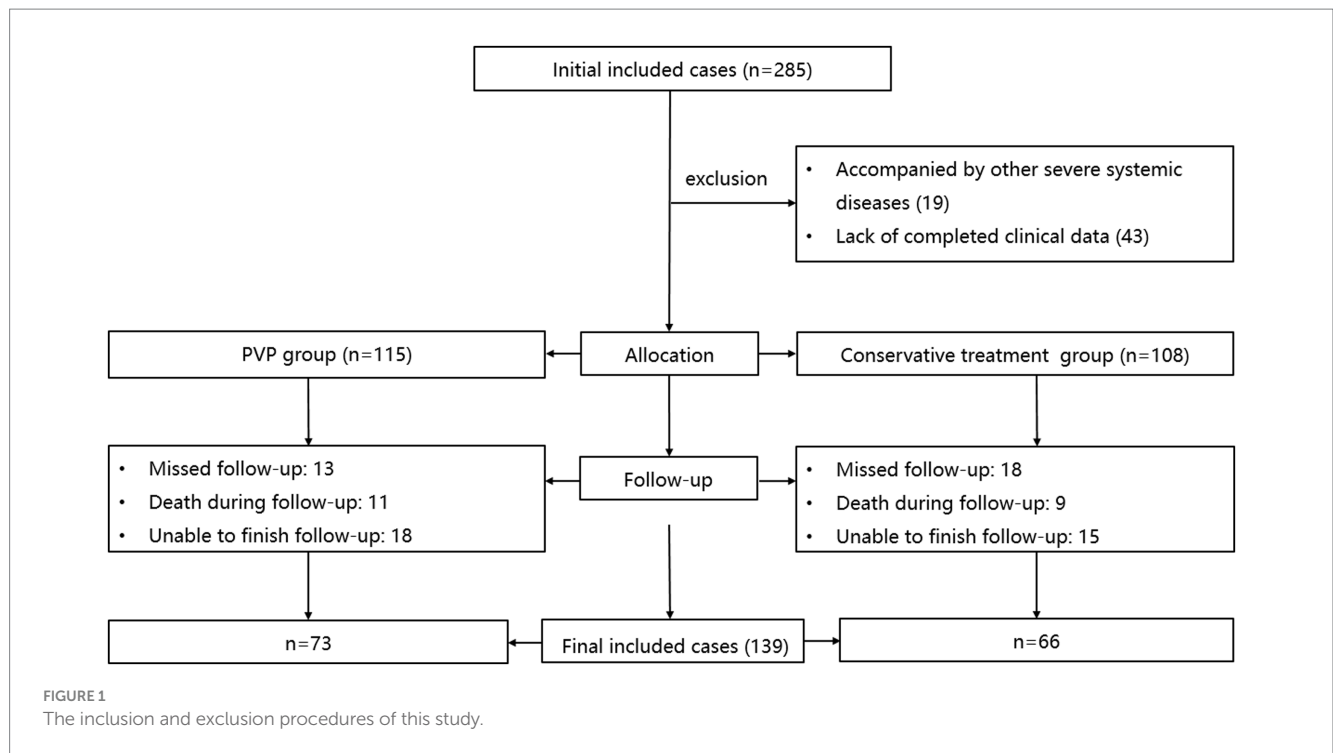 Initial included cases (n=285)
exclusion
• Accompanied by other severe systemic
diseases (19)
• Lack of completed clinical data (43)
PVP group (n=115)
Allocation
Conservative treatment group (n=108)
• Missed follow-up: 13
• Death during follow-up: 11
• Unable to finish follow-up: 18
Follow-up
• Missed follow-up: 18
• Death during follow-up: 9
• Unable to finish follow-up: 15
n=73
Final included cases (139)
n=66
FIGURE 1
The inclusion and exclusion procedures of this study.